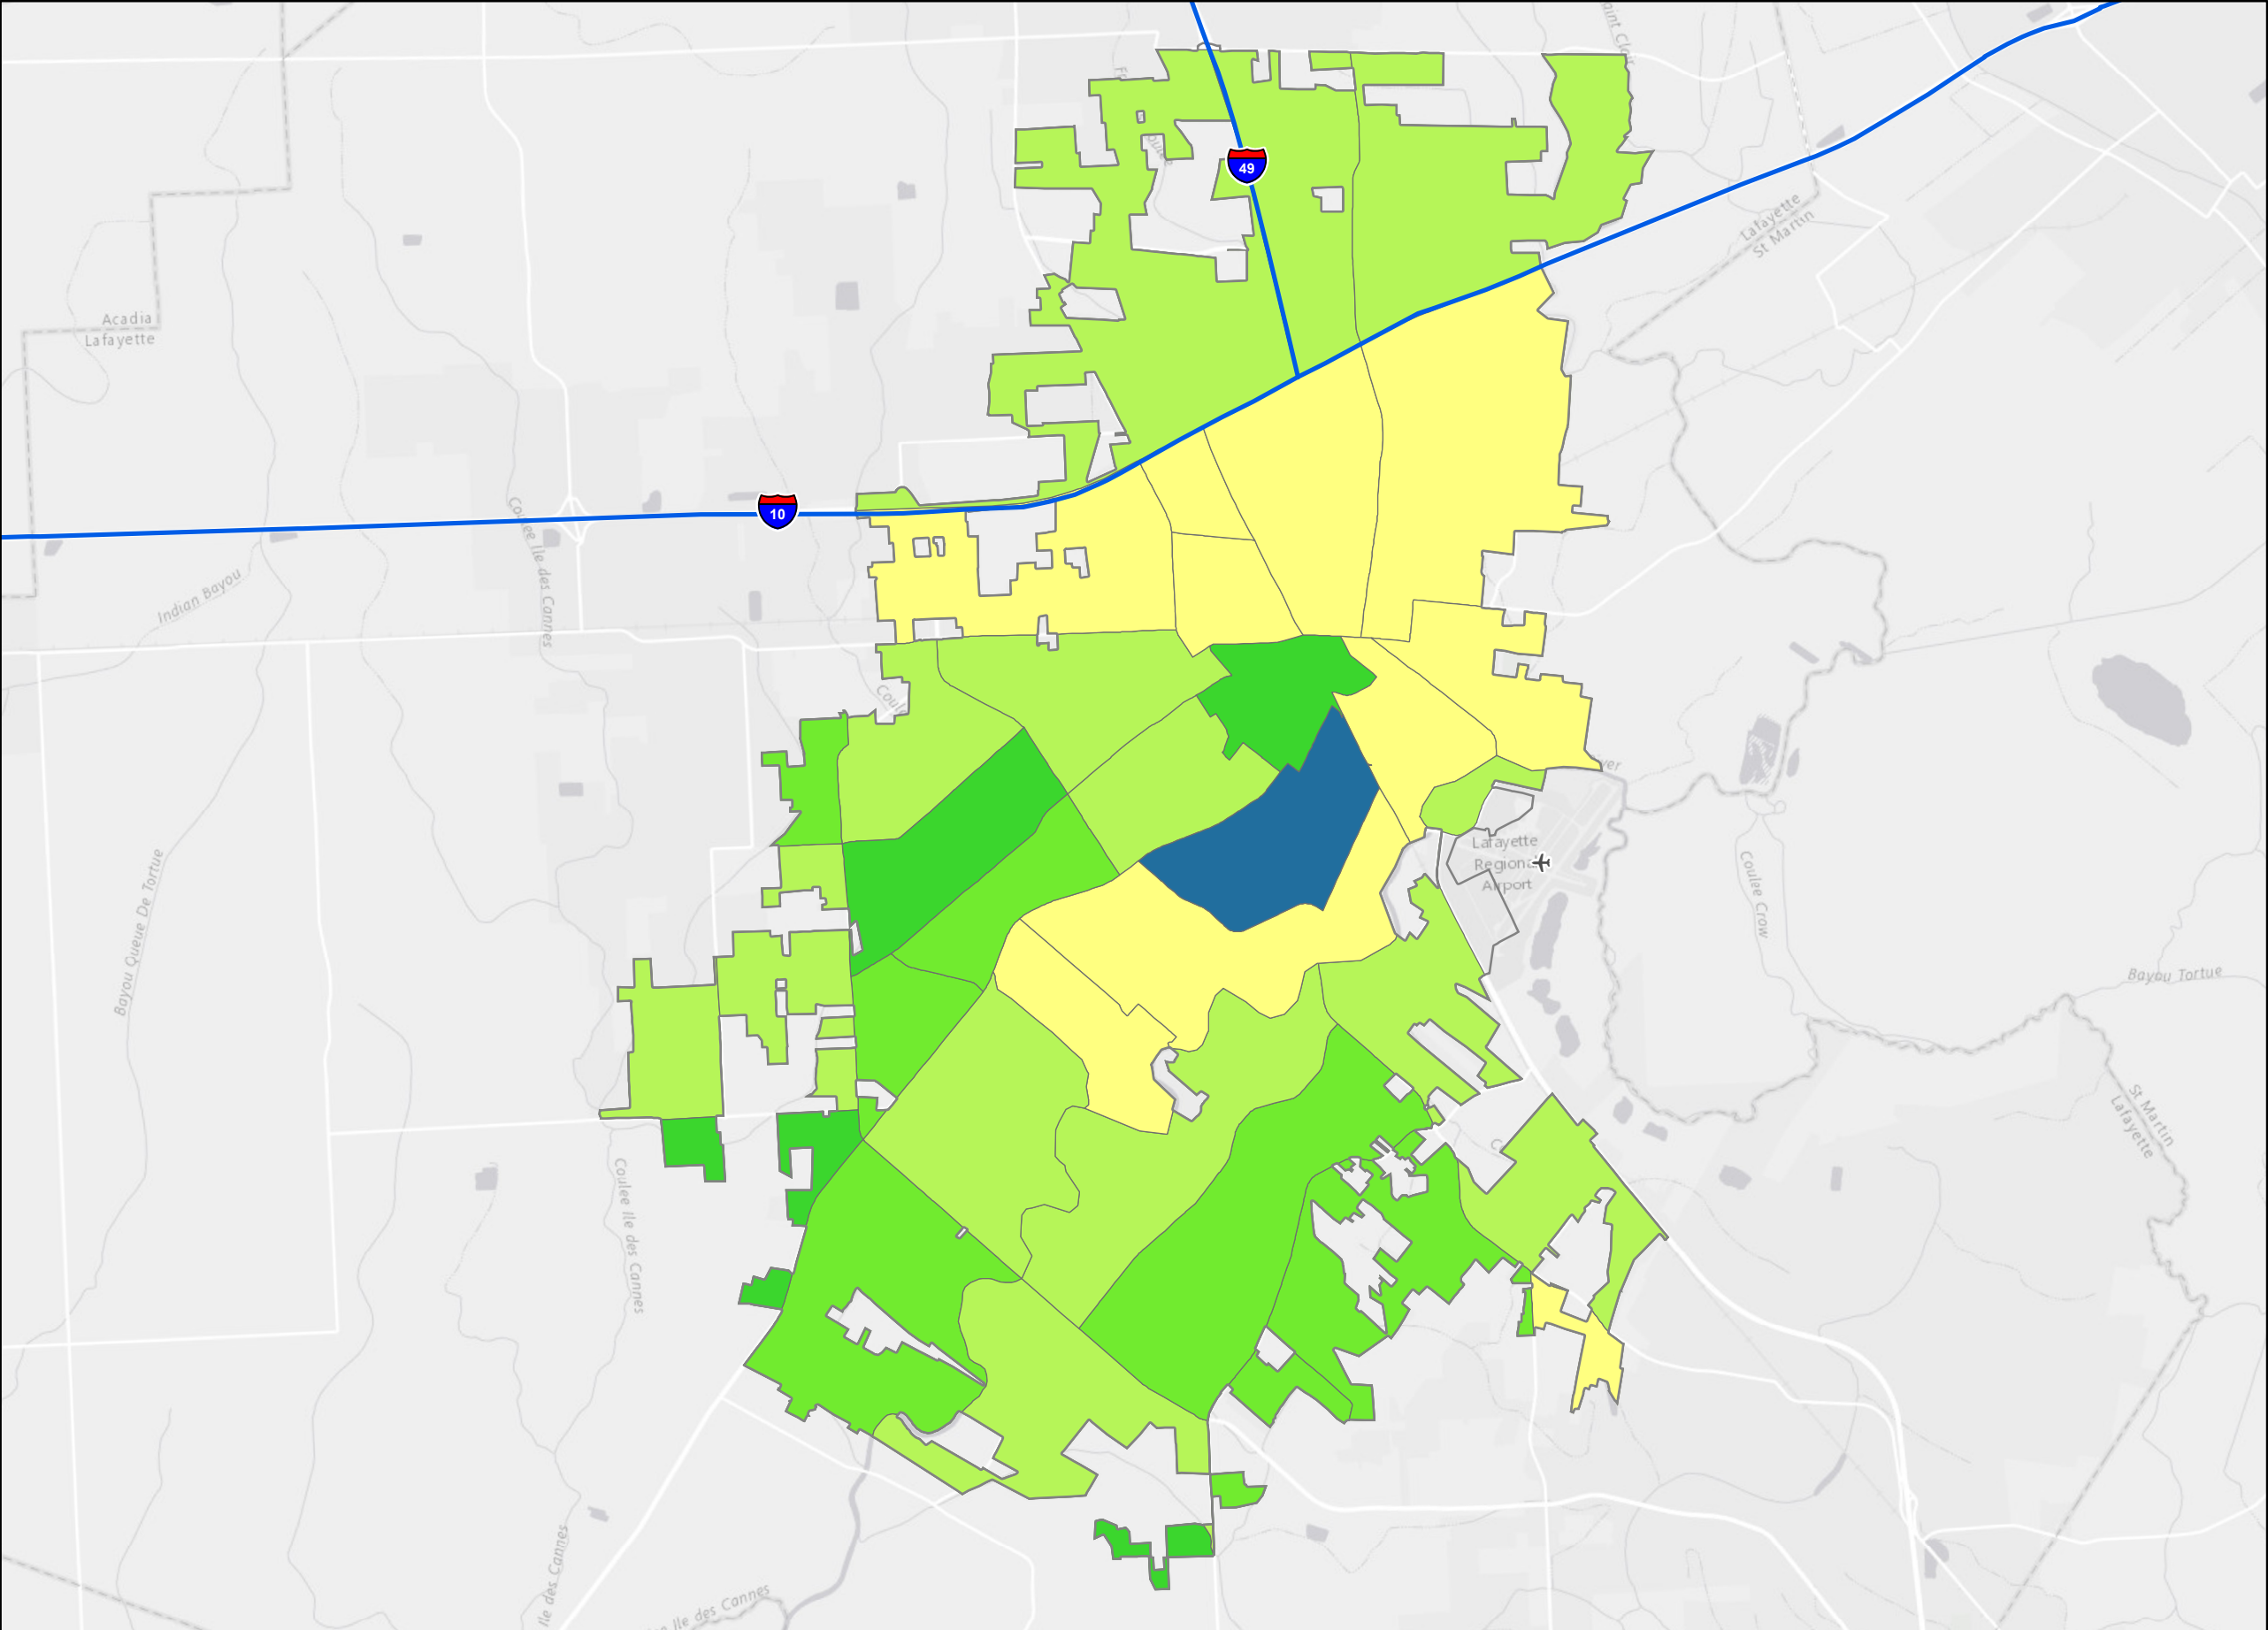 49
Lafayette
St Martin
Acadia
Lafayette
10
Coulee Ile des Cannes
Indian Bayou
Lafayette
Regional
Airport
Coulee Crow
Bayou Queue De Tortue
Bayou Tortue
St Martin
Lafayette
Coulee Ile des Cannes
Ile des Cannes
Ile des Cannes